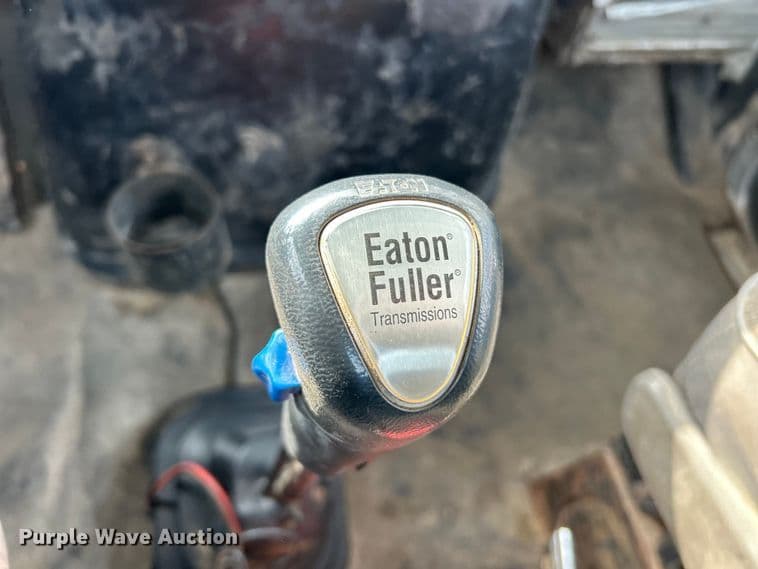 EATON
Eaton®
Fuller®
Transmissions
Purple Wave Auction®